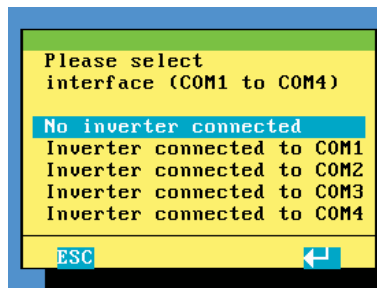 Please select
interface (COM1 to COM4)
No inverter connected
Inverter connected to COM1
Inverter connected to COM2
Inverter connected to COM3
Inverter connected to COM4
ESC